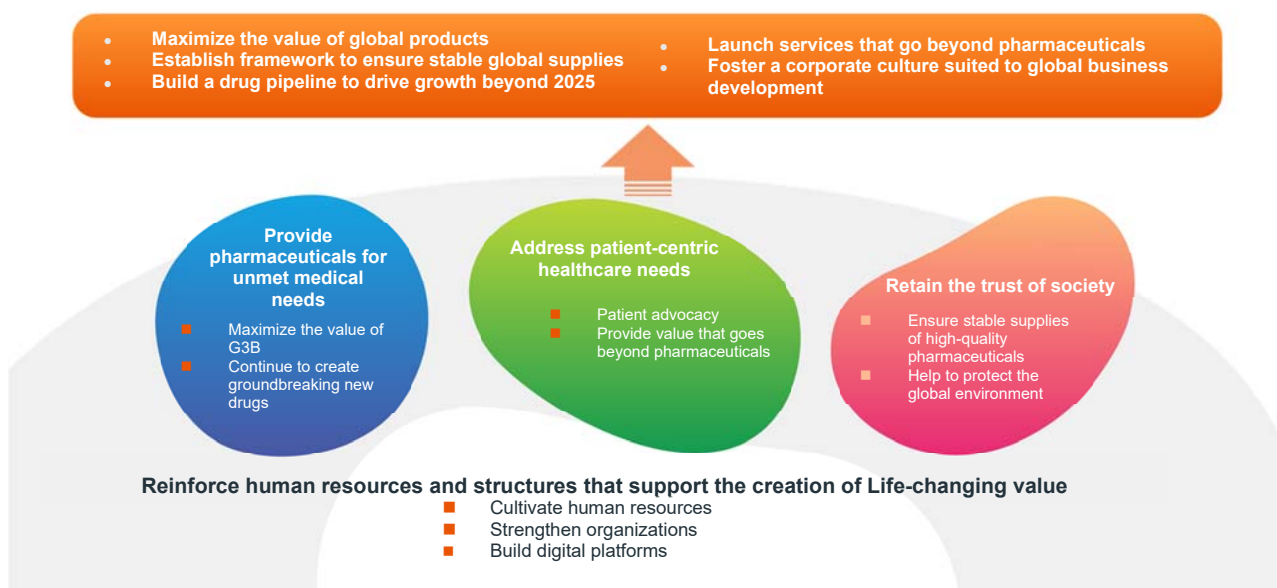 Maximize the value of global products
Establish framework to ensure stable global supplies
Build a drug pipeline to drive growth beyond 2025
Launch services that go beyond pharmaceuticals
Foster a corporate culture suited to global business
development
Provide
pharmaceuticals for
unmet medical
needs
Maximize the value of
G3B
Continue to create
groundbreaking new
drugs
Address patient-centric
healthcare needs
Patient advocacy
Provide value that goes
beyond pharmaceuticals
Retain the trust of society
Ensure stable supplies
of high-quality
pharmaceuticals
Help to protect the
global environment
Reinforce human resources and structures that support the creation of Life-changing value
Cultivate human resources
Strengthen organizations
Build digital platforms